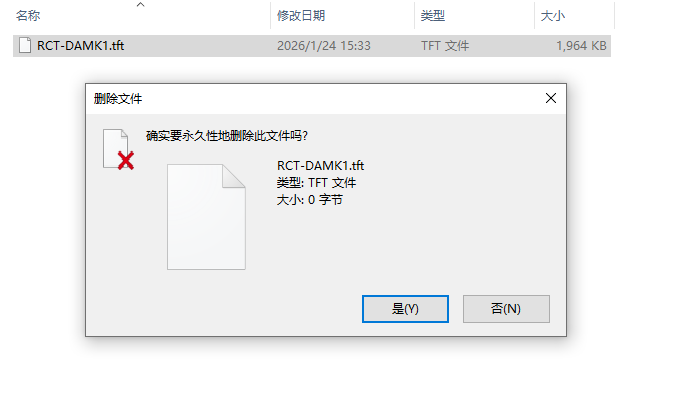 名称 修改日期 类型 大小
RCT-DAMK1.tft 2026/1/24 15:33 TFT 文件 1,964 KB
删除文件
确实要永久性地删除此文件吗?
RCT-DAMK1.tft
类型: TFT 文件
大小: 0 字节
是(Y) 否(N)